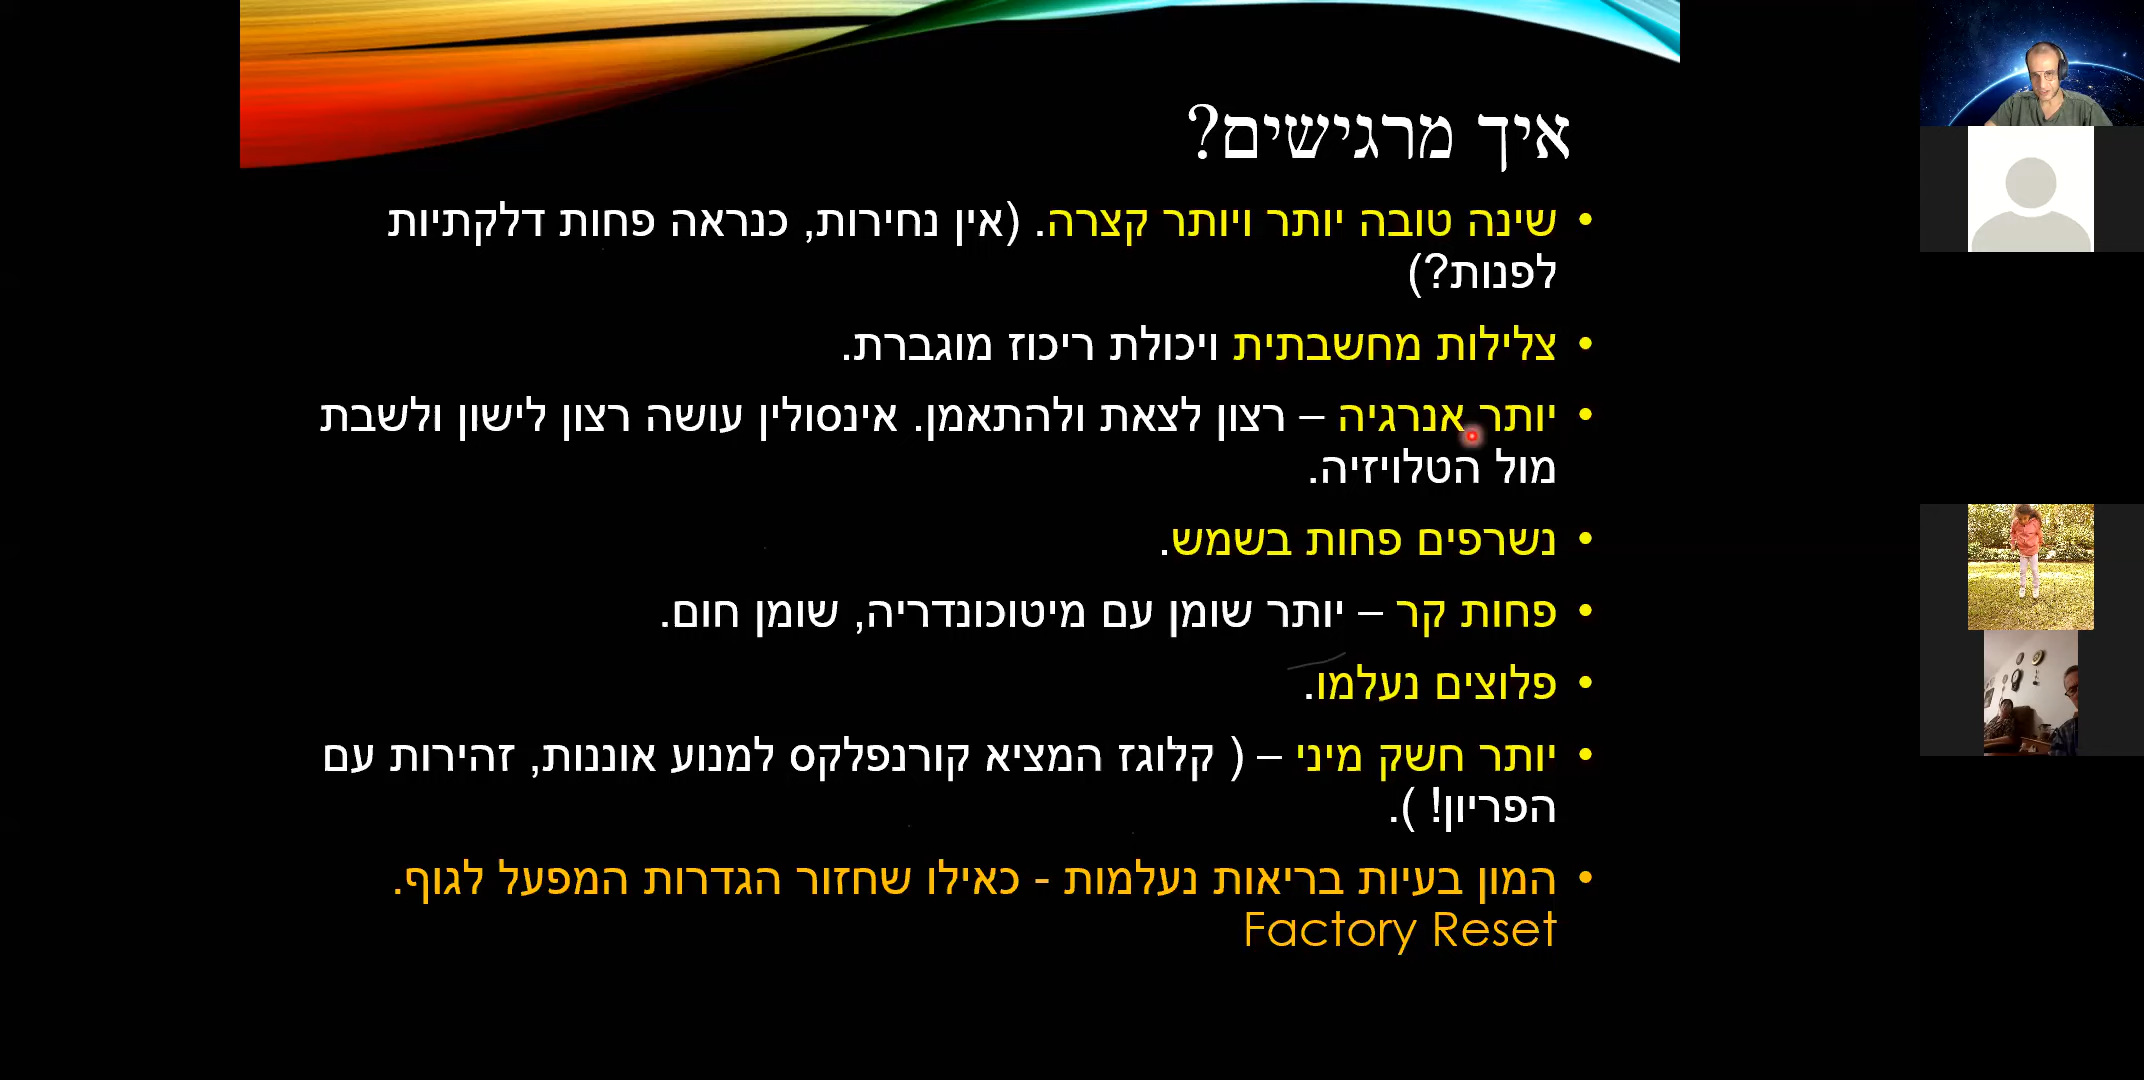 איך מרגישים?
• שינה טובה יותר ויותר קצרה. (אין נחירות, כנראה פחות דלקתיות
לפנות?)
• צלילות מחשבתית ויכולת ריכוז מוגברת.
• יותר אנרגיה – רצון לצאת ולהתאמן. אינסולין עושה רצון לישון ולשבת
מול הטלויזיה.
• נשרפים פחות בשמש.
• פחות קר – יותר שומן עם מיטוכונדריה, שומן חום.
• פלוצים נעלמו.
• יותר חשק מיני – ( קלוגז המציא קורנפלקס למנוע אוננות, זהירות עם
הפריון! ).
• המון בעיות בריאות נעלמות - כאילו שחזור הגדרות המפעל לגוף.
Factory Reset